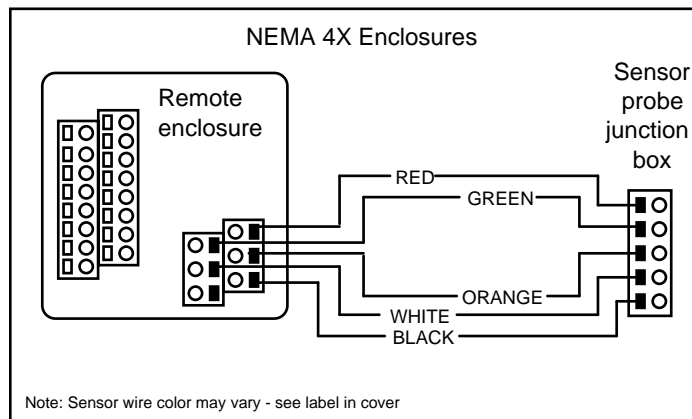 NEMA 4X Enclosures
Remote
enclosure
Sensor
probe
junction
box
RED
GREEN
ORANGE
WHITE
BLACK
Note: Sensor wire color may vary - see label in cover